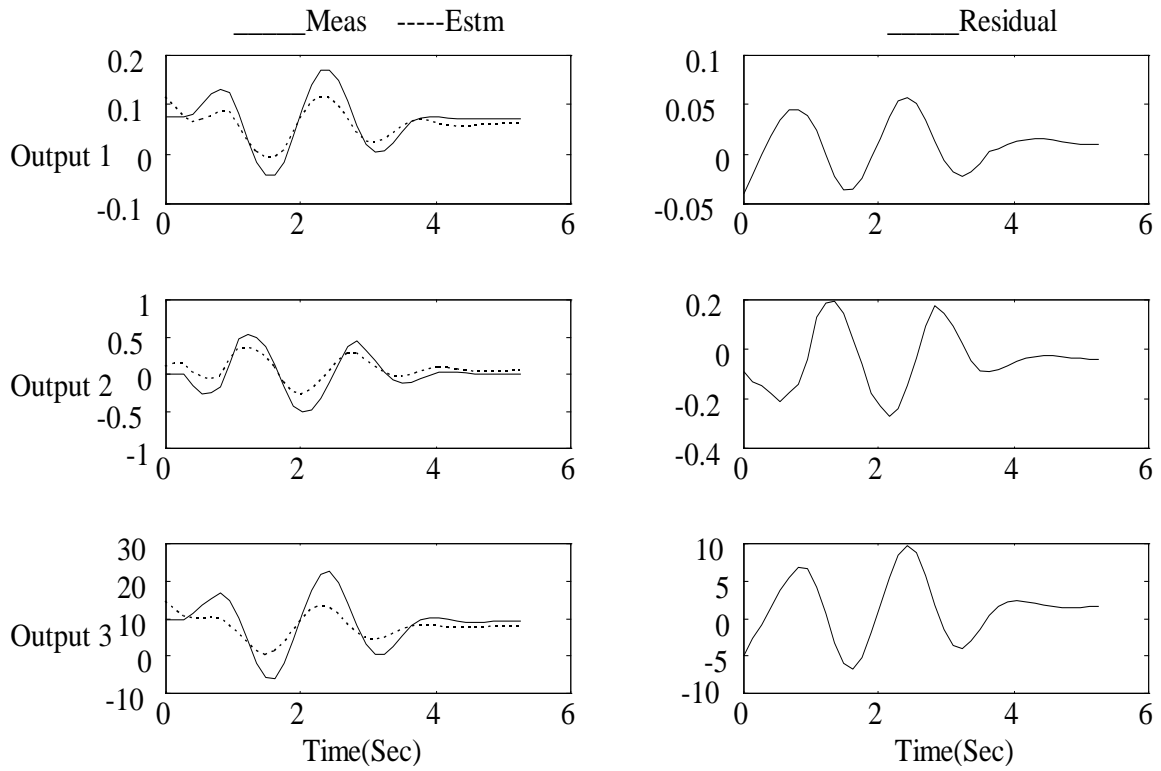 _____Meas -----Estm
_____Residual
0.2
0.1
Output 1
0
-0.1
0 2 4 6
0.1
0.05
0
-0.05
0 2 4 6
1
0.5
0
Output 2
-0.5
-1
0 2 4 6
0.2
0
-0.2
-0.4
0 2 4 6
30
20
10
Output 3
0
-10
0 2 4 6
Time(Sec)
10
5
0
-5
-10
0 2 4 6
Time(Sec)